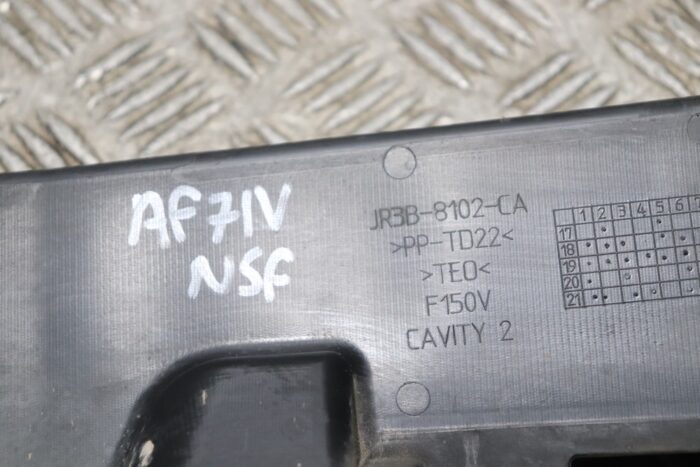 AF71V
NSF
JR3B-8102-CA
>PP-TD22<
>TEO<
F150V
CAVITY 2
1 2 3 4 5 6 7
17
18
19
20
21